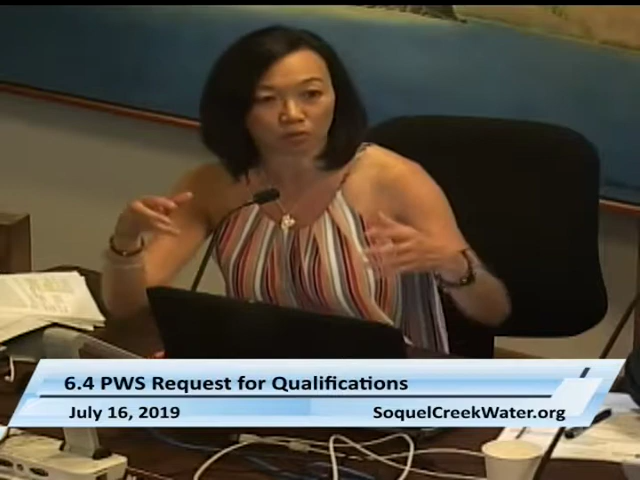 6.4 PWS Request for Qualifications
July 16, 2019
SoquelCreekWater.org